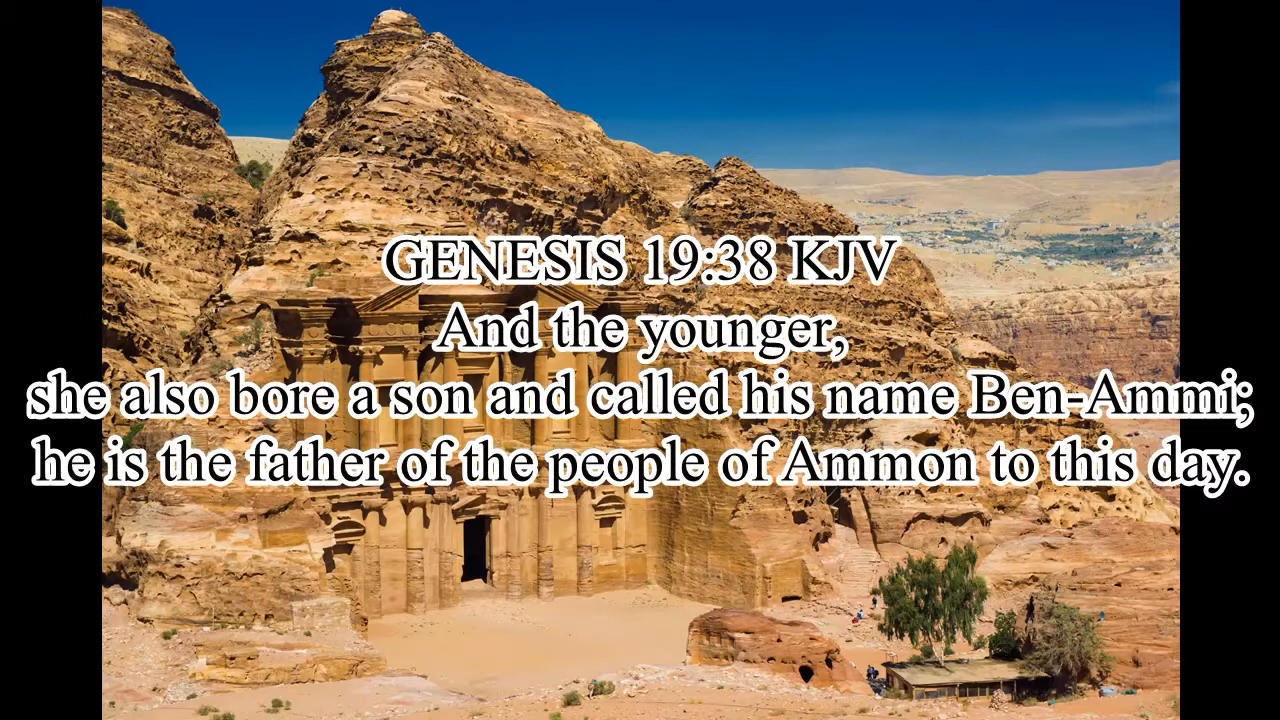 GENESIS 19:38 KJV
And the younger,
she also bore a son and called his name Ben-Ammi;
he is the father of the people of Ammon to this day.